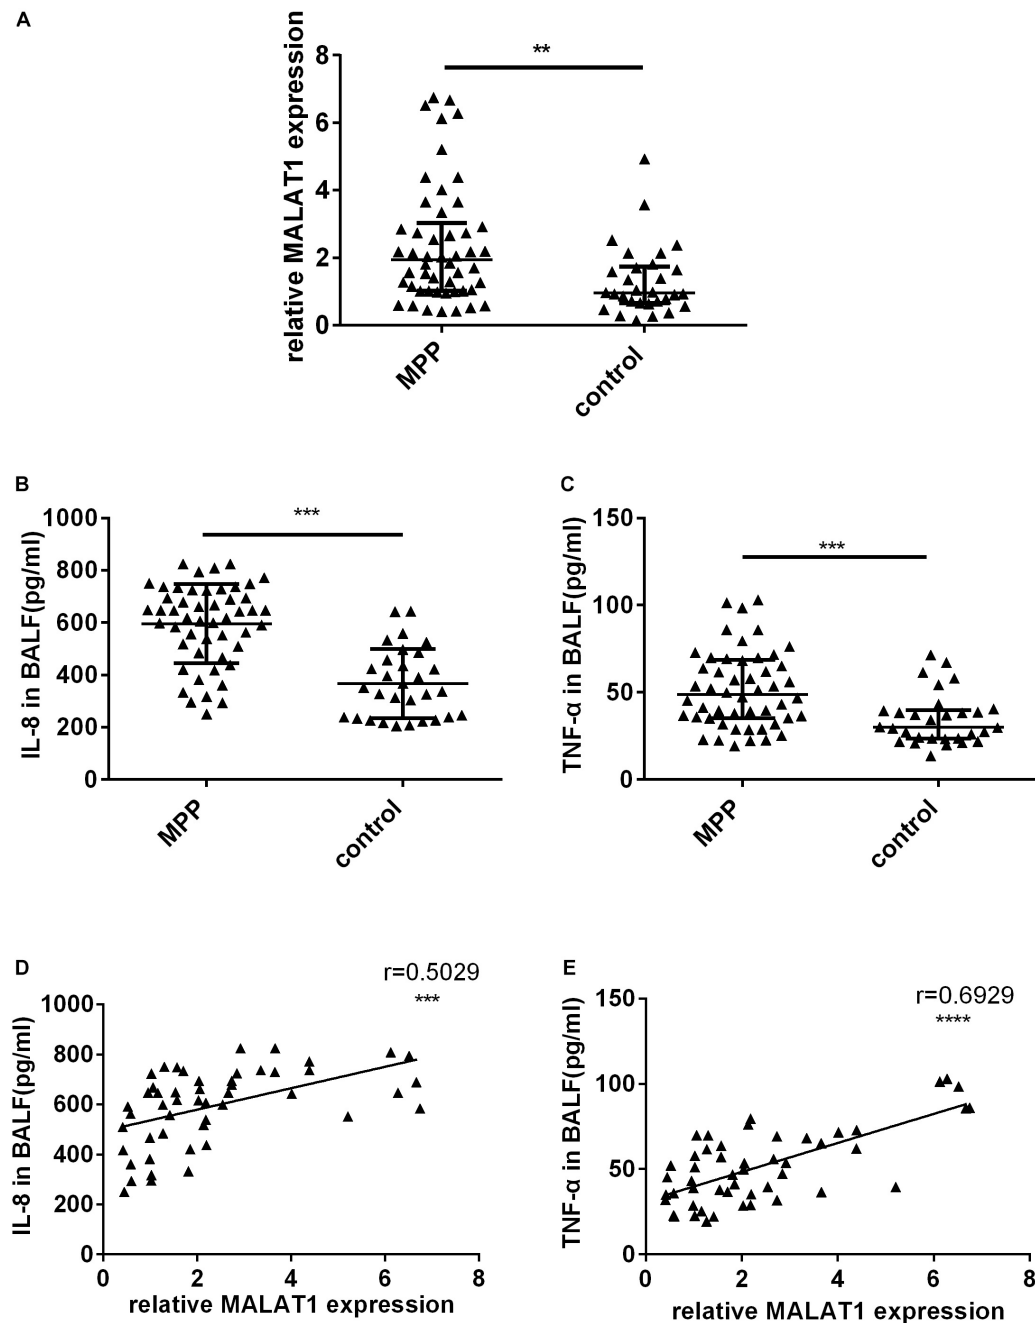 A
relative MALAT1 expression
8
6
4
2
0
**
MPP
control
B
IL-8 in BALF(pg/ml)
1000
800
600
400
200
0
***
MPP
control
C
TNF-α in BALF(pg/ml)
150
100
50
0
***
MPP
control
D
r=0.5029
***
IL-8 in BALF(pg/ml)
1000
800
600
400
200
0
0 2 4 6 8
relative MALAT1 expression
E
r=0.6929
****
TNF-α in BALF(pg/ml)
150
100
50
0
0 2 4 6 8
relative MALAT1 expression